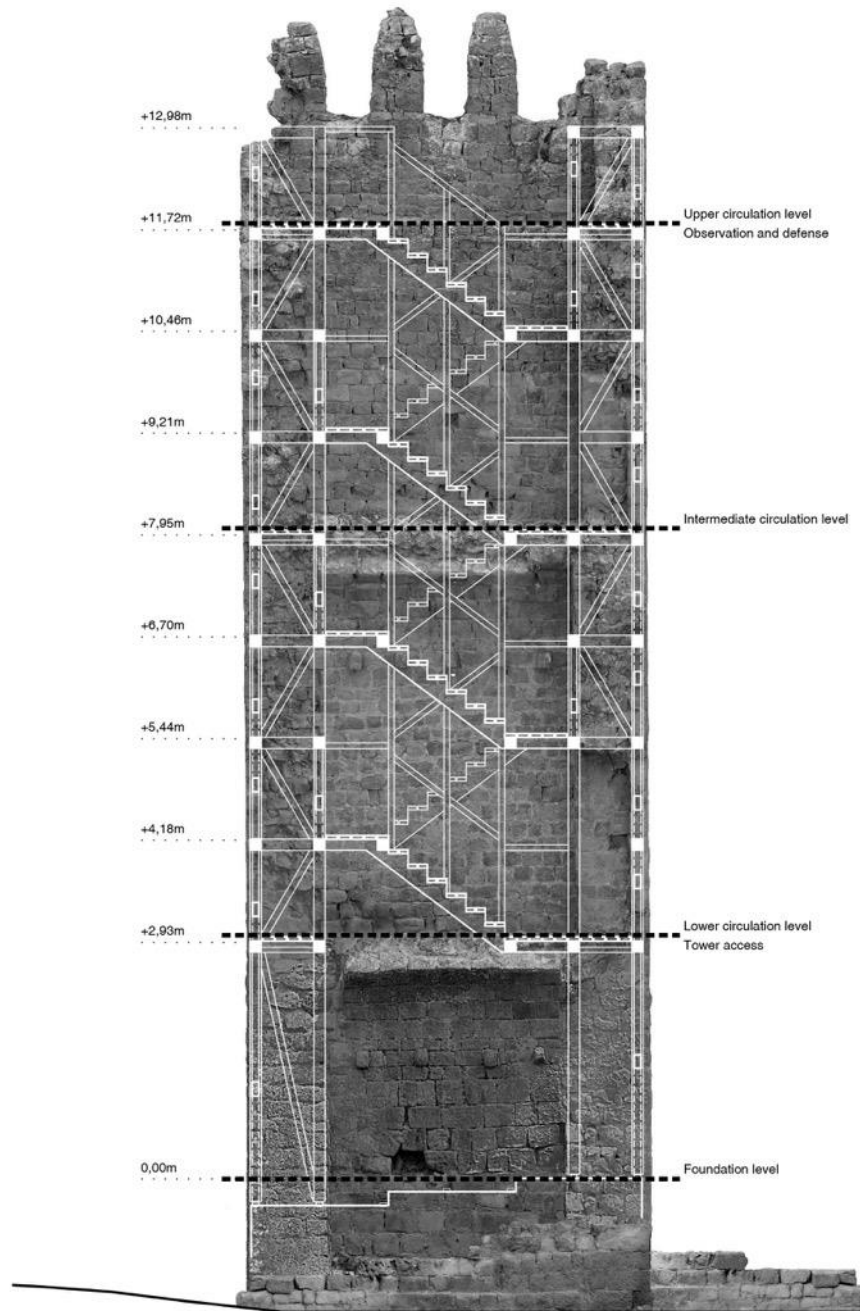 +12,98m
+11,72m
Upper circulation level
Observation and defense
+10,46m
+9,21m
+7,95m
Intermediate circulation level
+6,70m
+5,44m
+4,18m
+2,93m
Lower circulation level
Tower access
0,00m
Foundation level